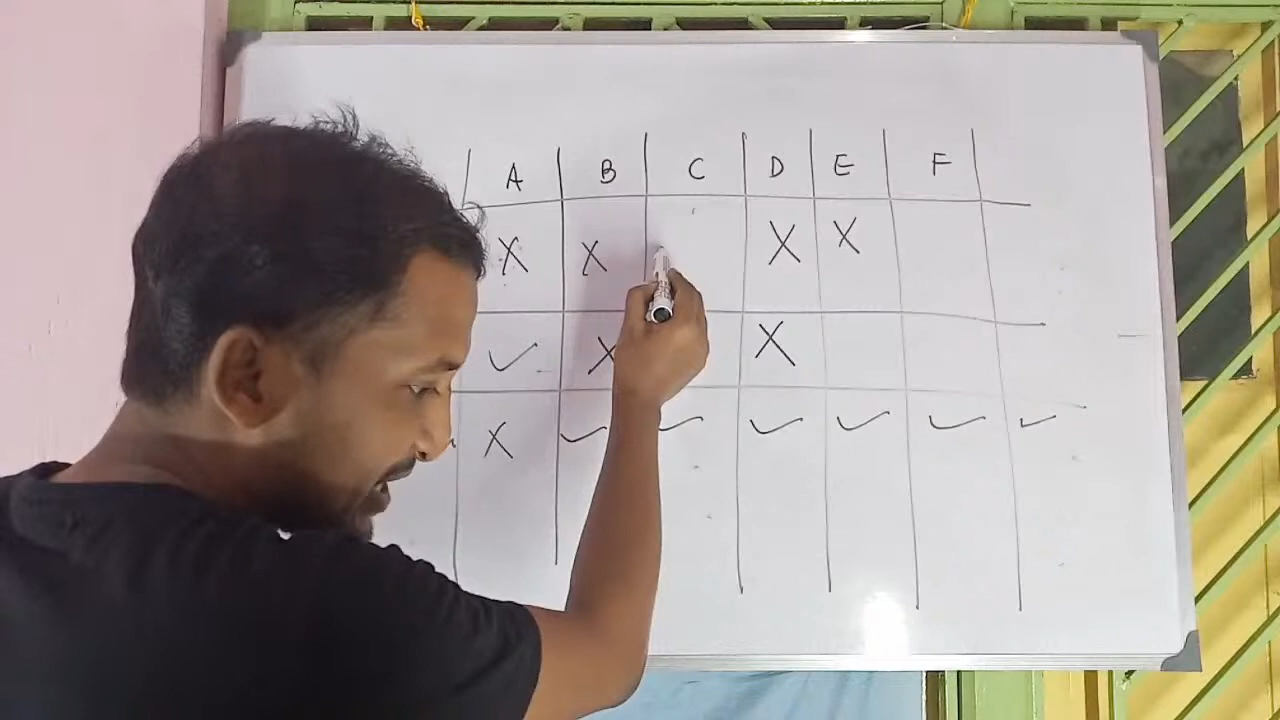 A B C D E F
X X X X
✓ X X
X ✓ ✓ ✓ ✓ ✓ ✓